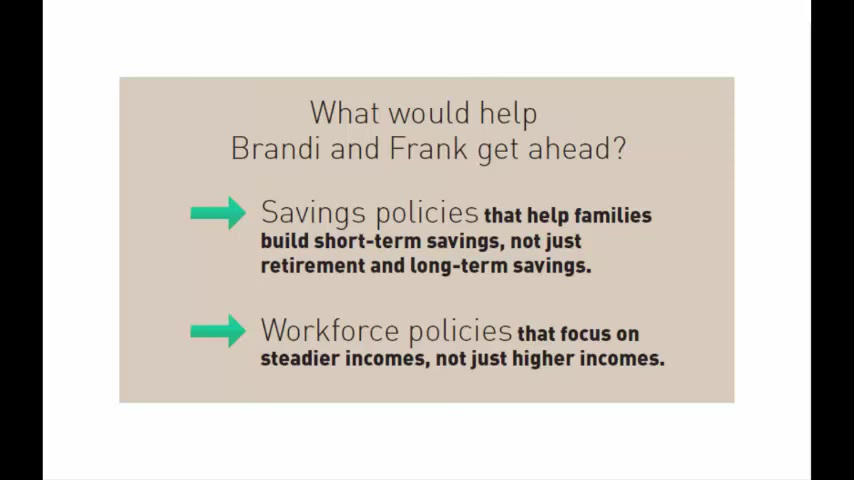 What would help
Brandi and Frank get ahead?
Savings policies that help families
build short-term savings, not just
retirement and long-term savings.
Workforce policies that focus on
steadier incomes, not just higher incomes.